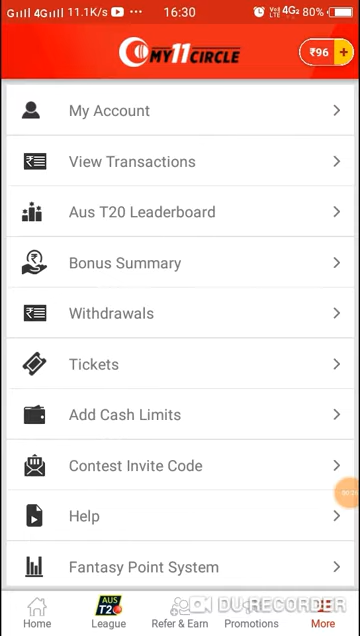 4G 11.1K/s ... 16:30 VoLTE 4G2 80%
MY11CIRCLE ₹96 +
My Account
View Transactions
Aus T20 Leaderboard
Bonus Summary
Withdrawals
Tickets
Add Cash Limits
Contest Invite Code
Help
Fantasy Point System
AUS
T20
Home League Refer & Earn Promotions More
DU RECORDER